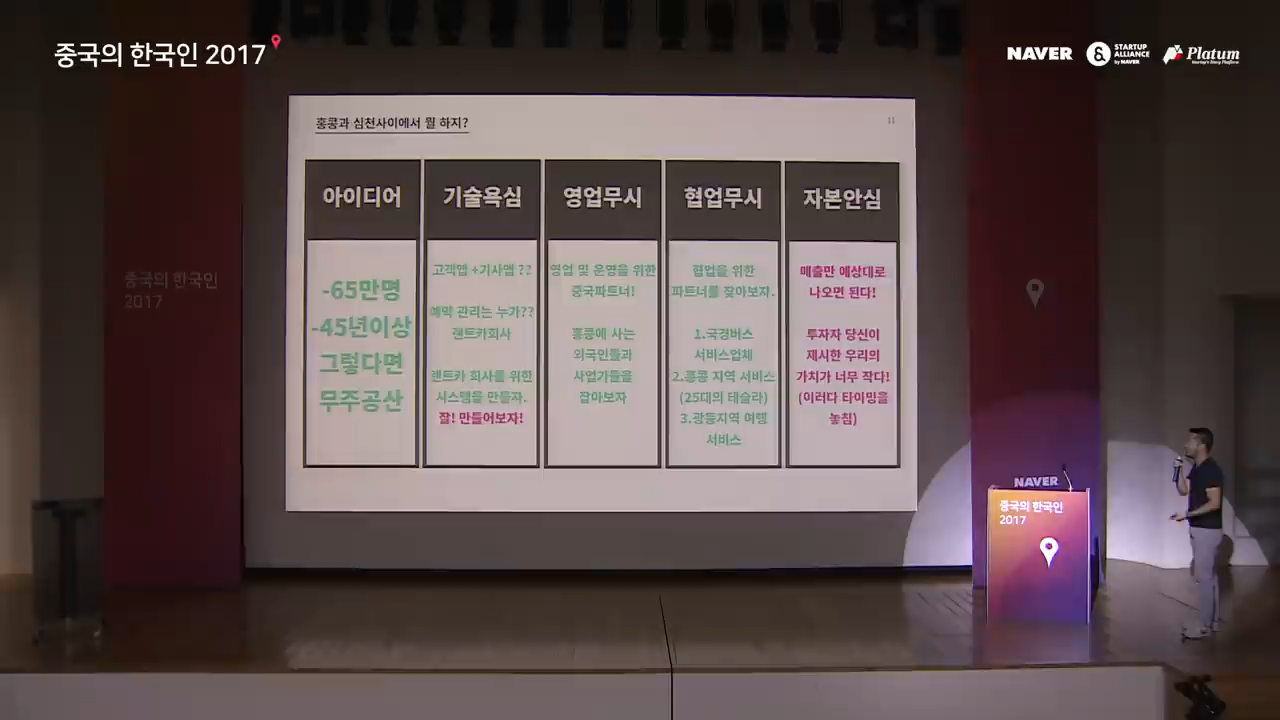 중국의 한국인 2017
NAVER
&
STARTUP
ALLIANCE
by NAVER
Platum
홍콩과 심천사이에서 뭘 하지?
11
아이디어
-65만명
-45년이상
그렇다면
무주공산
기술욕심
고객앱 +기사앱 ??
예약 관리는 누가??
랜트카회사
랜트카 회사를 위한
시스템을 만들자.
잘! 만들어보자!
영업무시
영업 및 운영을 위한
중국파트너!
홍콩에 사는
외국인들과
사업가들을
잡아보자
협업무시
협업을 위한
파트너를 찾아보자.
1.국경버스
서비스업체
2.홍콩 지역 서비스
(25대의 테슬라)
3.광동지역 여행
서비스
자본안심
매출만 예상대로
나오면 된다!
투자자 당신이
제시한 우리의
가치가 너무 작다!
(이러다 타이밍을
놓침)
중국의 한국인
2017
NAVER
중국의 한국인
2017